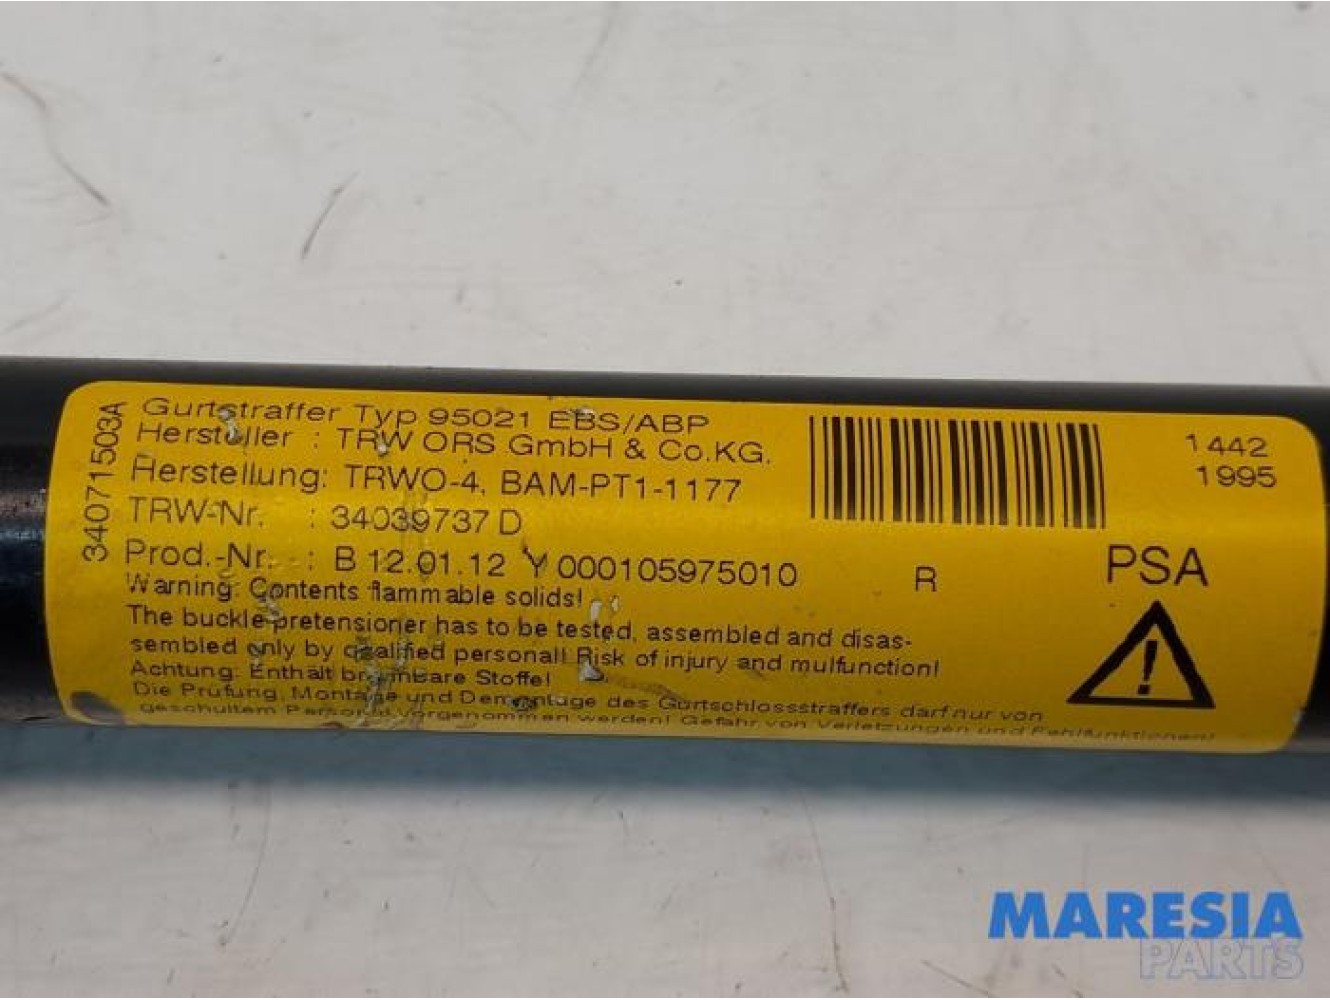 340715503A
Gurtstraffer Typ 95021 EBS/ABP
Hersteller : TRW ORS GmbH & Co.KG.
Herstellung: TRWO-4, BAM-PT1-1177
TRW-Nr. : 34039737 D
Prod.-Nr. : B 12.01.12 Y 000105975010 R
Warning: Contents flammable solids!
The buckle pretensioner has to be tested, assembled and disas-
sembled only by qualified personal! Risk of injury and mulfunction!
Achtung: Enthält brennbare Stoffe!
Die Prüfung, Montage und Demontage des Gurtschlossstraffers darf nur von
geschultem Personal vorgenommen werden! Gefahr von Verletzungen und Fehlfunktionen!
1442
1995
PSA
MARESIA
PARTS